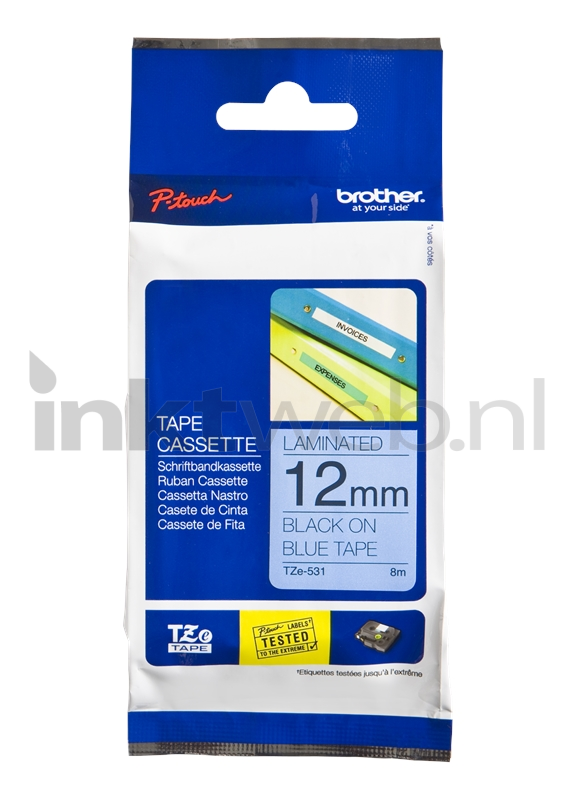 P-touch
brother
at your side
* à vos côtés
INVOICES
EXPENSES
inktweb.nl
TAPE
CASSETTE
Schriftbandkassette
Ruban Cassette
Cassetta Nastro
Casete de Cinta
Cassete de Fita
LAMINATED
12mm
BLACK ON
BLUE TAPE
TZe-531 8m
TZe
TAPE
P-touch LABELS†
TESTED
TO THE EXTREME
†Etiquettes testées jusqu'à l'extrême